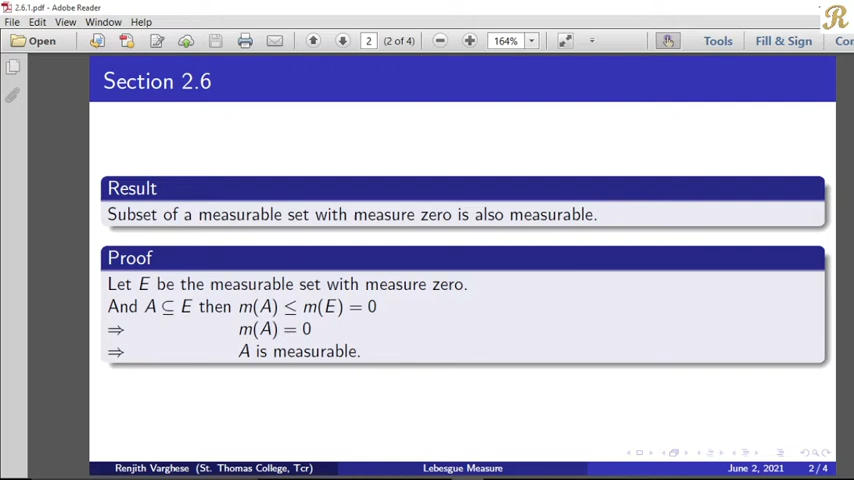 2.6.1.pdf - Adobe Reader
File Edit View Window Help
R
Open 2 (2 of 4) 164% Tools Fill & Sign Co
Section 2.6
Result
Subset of a measurable set with measure zero is also measurable.
Proof
Let E be the measurable set with measure zero.
And A ⊆ E then m(A) ≤ m(E) = 0
⇒ m(A) = 0
⇒ A is measurable.
Renjith Varghese (St. Thomas College, Tcr) Lebesgue Measure June 2, 2021 2/4